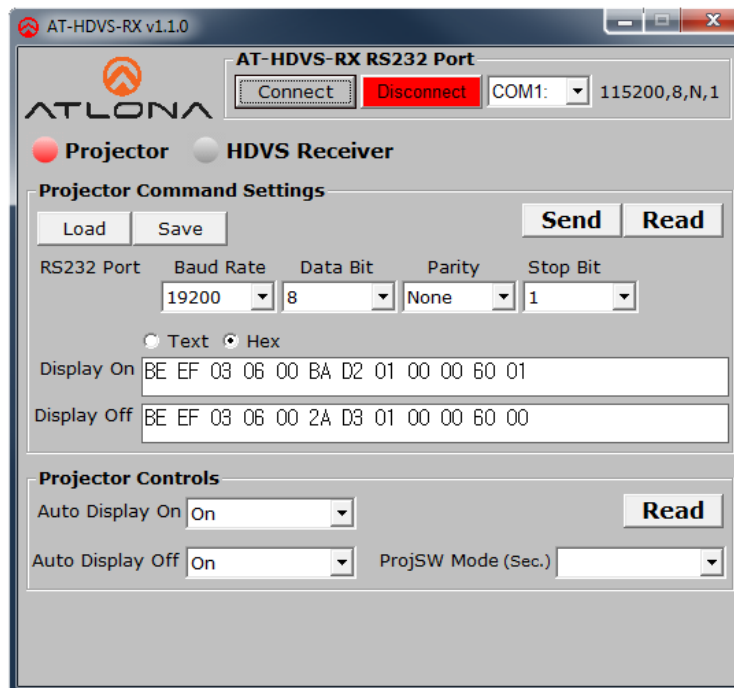 AT-HDVS-RX v1.1.0
ATLONA
AT-HDVS-RX RS232 Port
Connect Disconnect COM1: 115200,8,N,1
Projector HDVS Receiver
Projector Command Settings
Load Save Send Read
RS232 Port Baud Rate Data Bit Parity Stop Bit
19200 8 None 1
Text Hex
Display On BE EF 03 06 00 BA D2 01 00 00 60 01
Display Off BE EF 03 06 00 2A D3 01 00 00 60 00
Projector Controls
Auto Display On On Read
Auto Display Off On ProjSW Mode (Sec.)